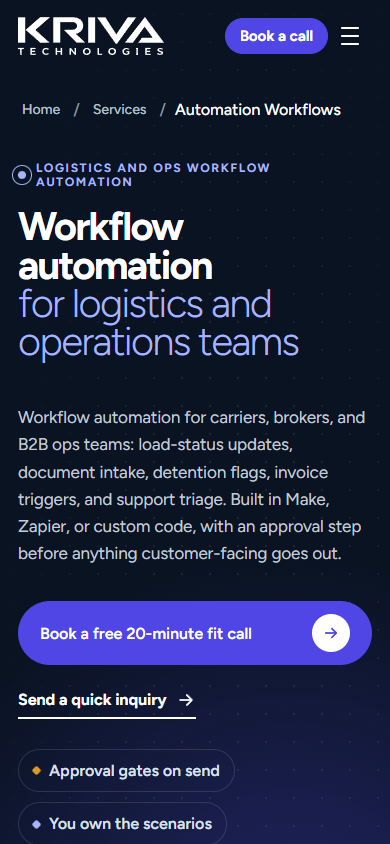 KRIVA
TECHNOLOGIES
Book a call
Home / Services / Automation Workflows
LOGISTICS AND OPS WORKFLOW
AUTOMATION
Workflow
automation
for logistics and
operations teams
Workflow automation for carriers, brokers, and
B2B ops teams: load-status updates,
document intake, detention flags, invoice
triggers, and support triage. Built in Make,
Zapier, or custom code, with an approval step
before anything customer-facing goes out.
Book a free 20-minute fit call
Send a quick inquiry
Approval gates on send
You own the scenarios